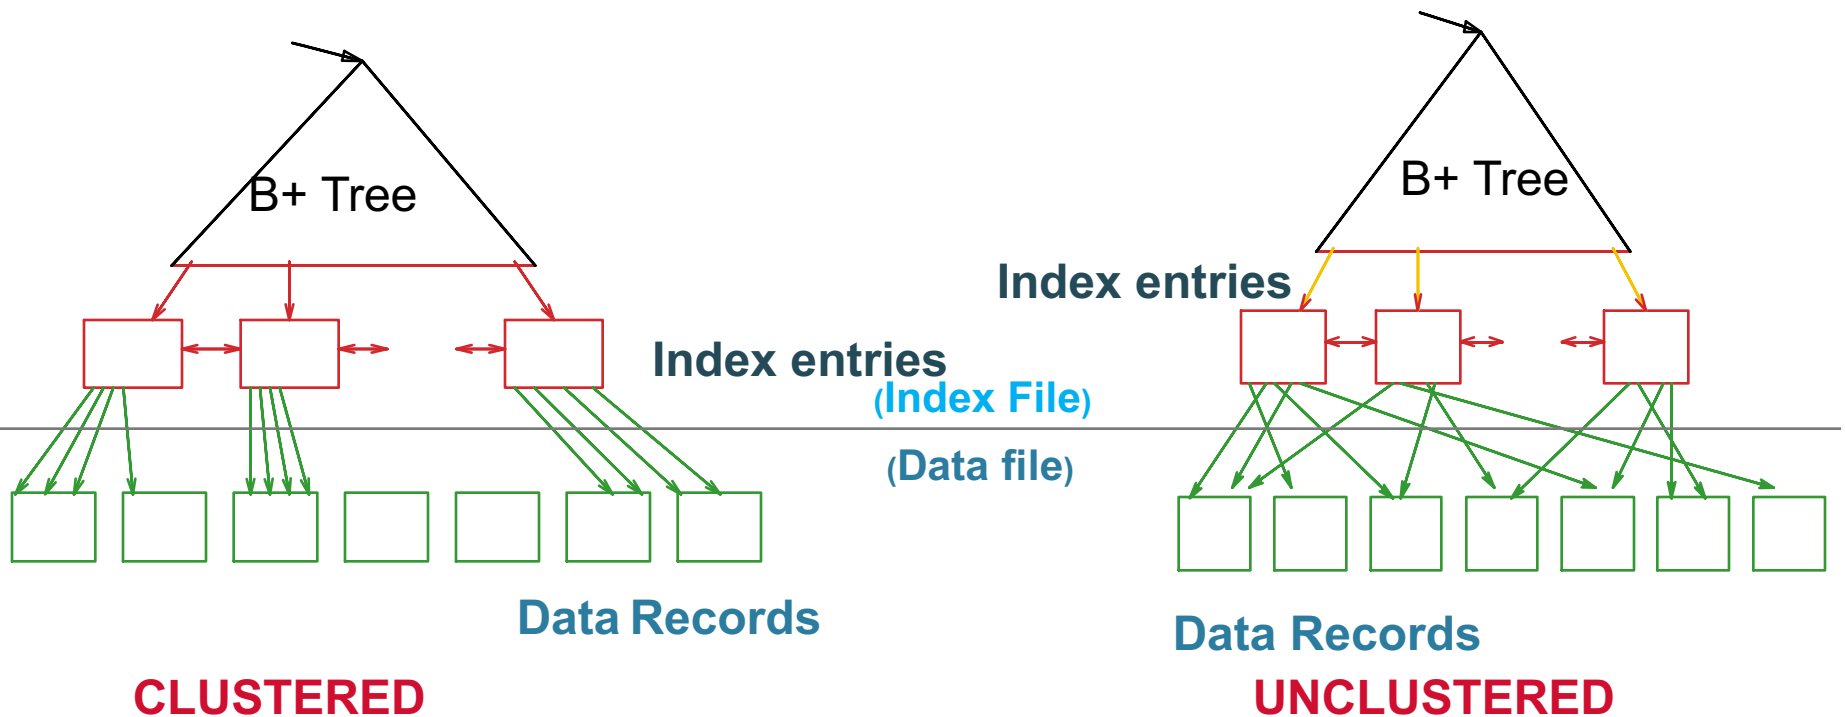 B+ Tree
B+ Tree
Index entries
Index entries
(Index File)
(Data file)
Data Records
Data Records
CLUSTERED
UNCLUSTERED